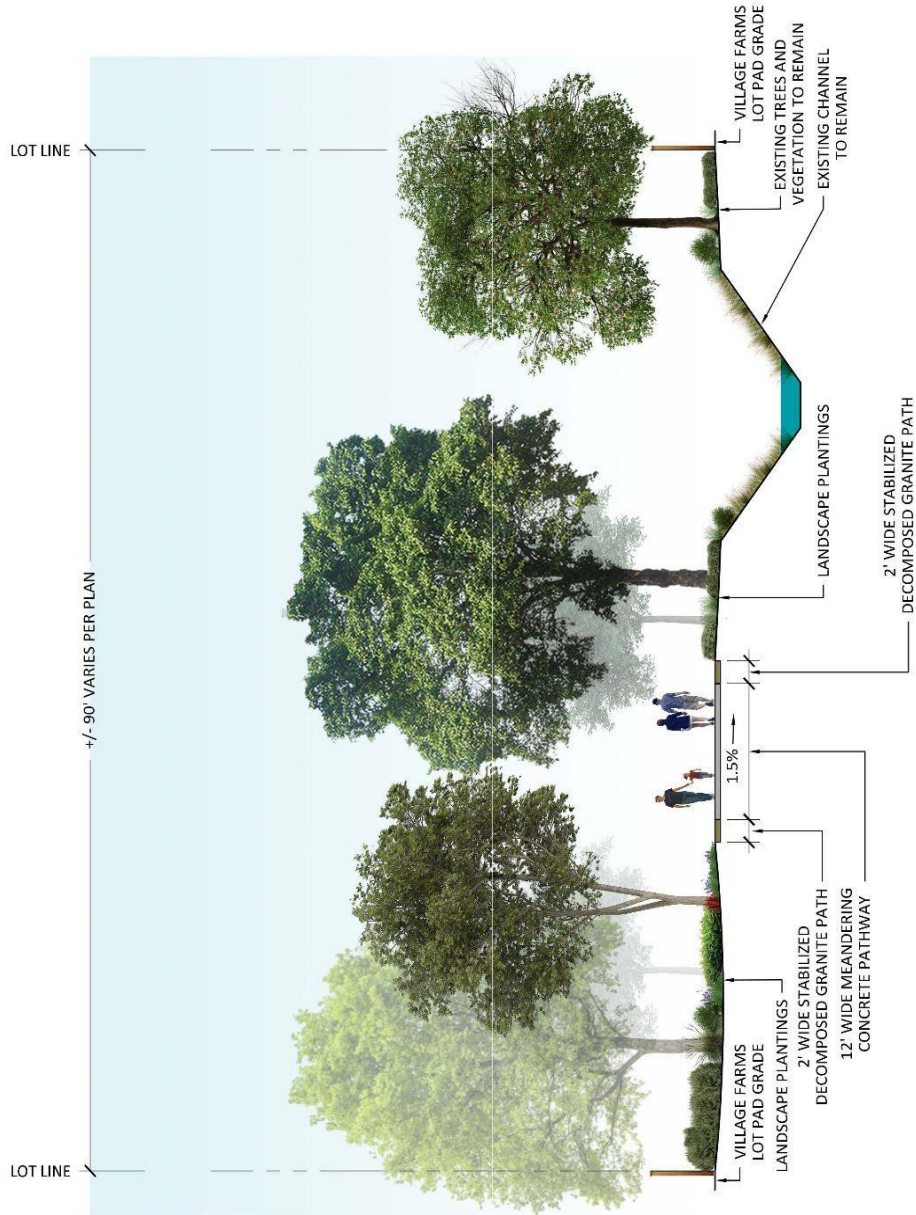 LOT LINE
+/- 90' VARIES PER PLAN
LOT LINE
1.5%
VILLAGE FARMS
LOT PAD GRADE
LANDSCAPE PLANTINGS
2' WIDE STABILIZED
DECOMPOSED GRANITE PATH
12' WIDE MEANDERING
CONCRETE PATHWAY
LANDSCAPE PLANTINGS
2' WIDE STABILIZED
DECOMPOSED GRANITE PATH
VILLAGE FARMS
LOT PAD GRADE
EXISTING TREES AND
VEGETATION TO REMAIN
EXISTING CHANNEL
TO REMAIN